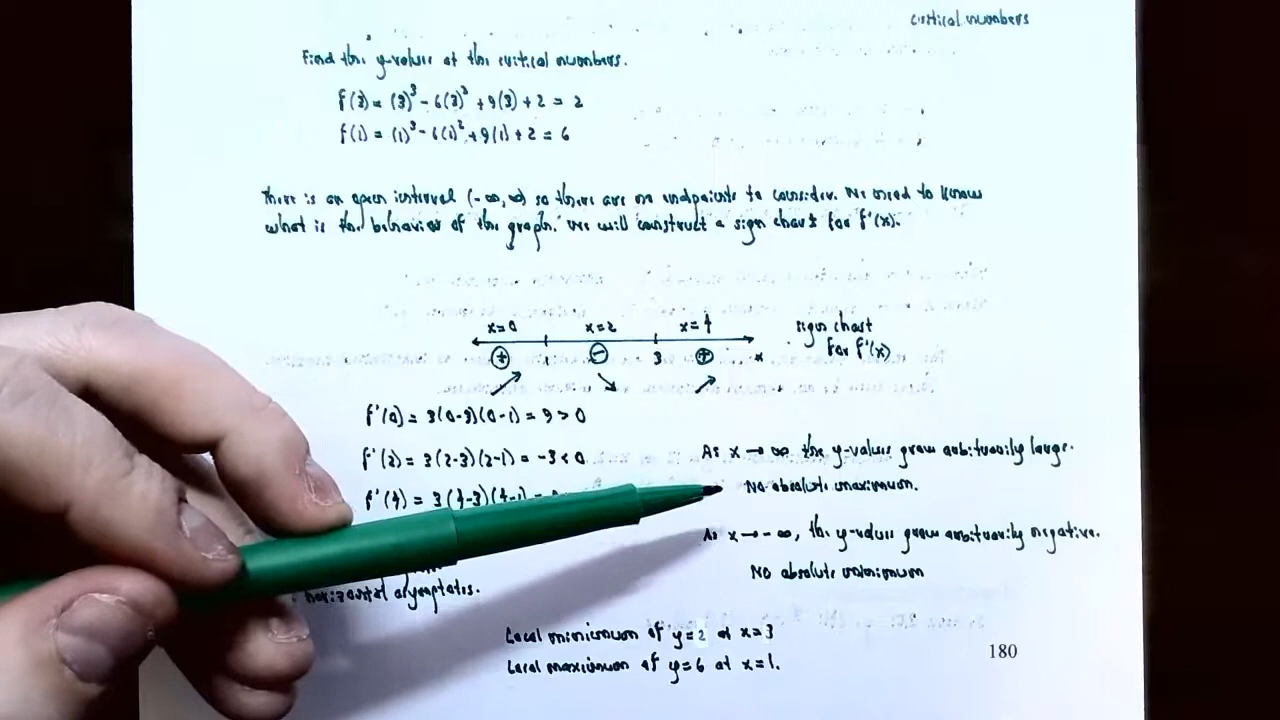 critical numbers
Find the y-values at the critical numbers.
f(3) = (3)³ - 6(3)² + 9(3) + 2 = 2
f(1) = (1)³ - 6(1)² + 9(1) + 2 = 6
There is an open interval (-∞, ∞) so there are no endpoints to consider. We need to know
what is the behavior of the graph. We will construct a sign chart for f'(x).
x=0 x=2 x=4
sign chart
for f'(x)
+ 1 - 3 + x
f'(0) = 3(0-3)(0-1) = 9 > 0
f'(2) = 3(2-3)(2-1) = -3 < 0
As x → ∞ the y-values grow arbitrarily large.
f'(4) = 3(4-3)(4-1) =
No absolute maximum.
As x → -∞, the y-values grow arbitrarily negative.
No absolute minimum
horizontal asymptotes.
Local minimum of y=2 at x=3
Local maximum of y=6 at x=1.
180